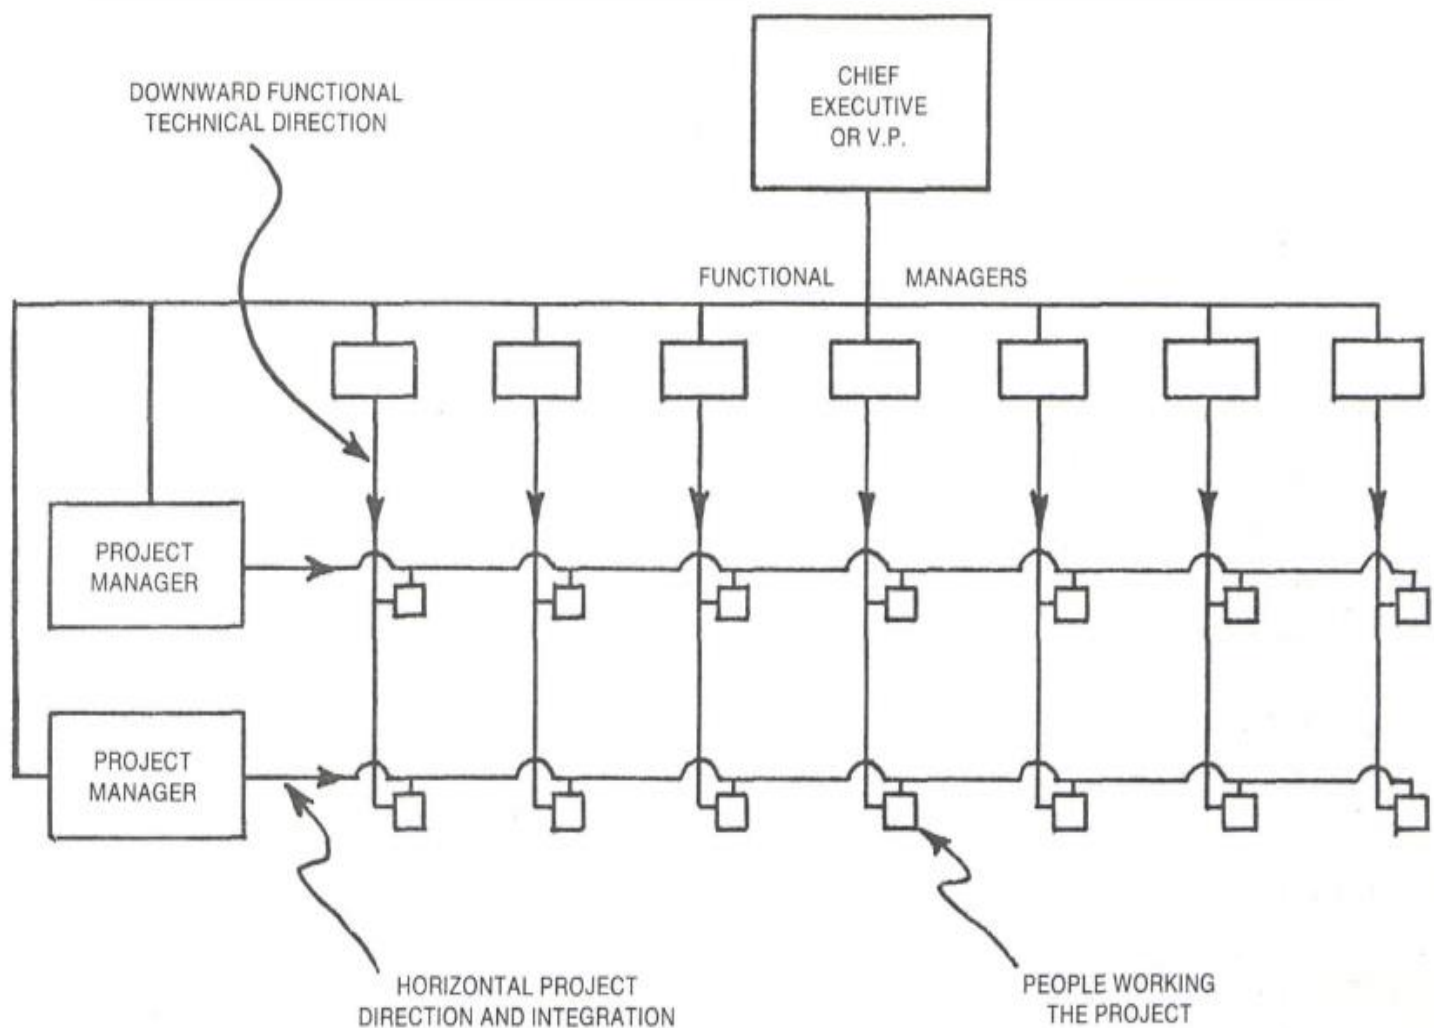 CHIEF
EXECUTIVE
OR V.P.
DOWNWARD FUNCTIONAL
TECHNICAL DIRECTION
FUNCTIONAL MANAGERS
PROJECT
MANAGER
PROJECT
MANAGER
HORIZONTAL PROJECT
DIRECTION AND INTEGRATION
PEOPLE WORKING
THE PROJECT